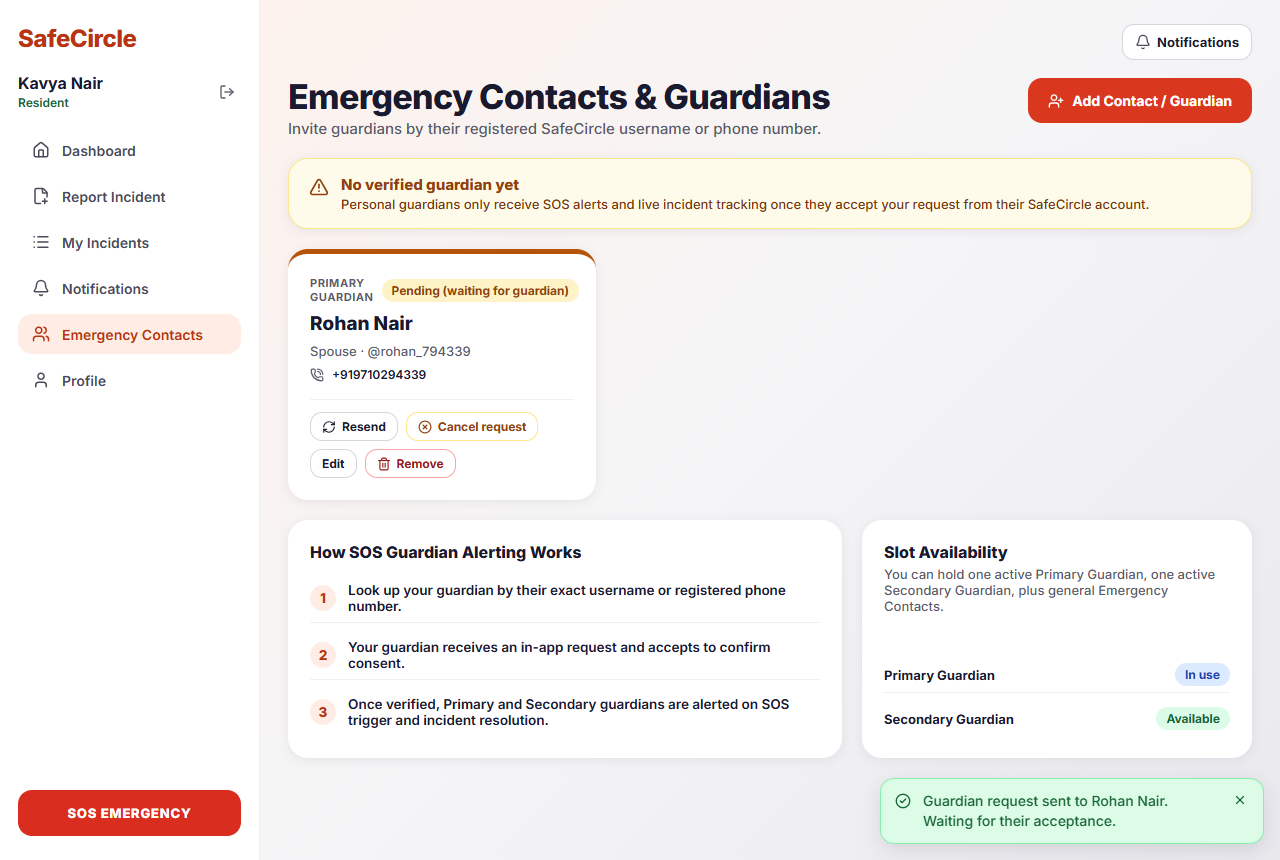 SafeCircle
Kavya Nair
Resident
Dashboard
Report Incident
My Incidents
Notifications
Emergency Contacts
Profile
SOS EMERGENCY
Notifications
Emergency Contacts & Guardians
Invite guardians by their registered SafeCircle username or phone number.
Add Contact / Guardian
No verified guardian yet
Personal guardians only receive SOS alerts and live incident tracking once they accept your request from their SafeCircle account.
PRIMARY
GUARDIAN
Pending (waiting for guardian)
Rohan Nair
Spouse · @rohan_794339
+919710294339
Resend
Cancel request
Edit
Remove
How SOS Guardian Alerting Works
1
Look up your guardian by their exact username or registered phone
number.
2
Your guardian receives an in-app request and accepts to confirm
consent.
3
Once verified, Primary and Secondary guardians are alerted on SOS
trigger and incident resolution.
Slot Availability
You can hold one active Primary Guardian, one active
Secondary Guardian, plus general Emergency
Contacts.
Primary Guardian
In use
Secondary Guardian
Available
Guardian request sent to Rohan Nair.
Waiting for their acceptance.